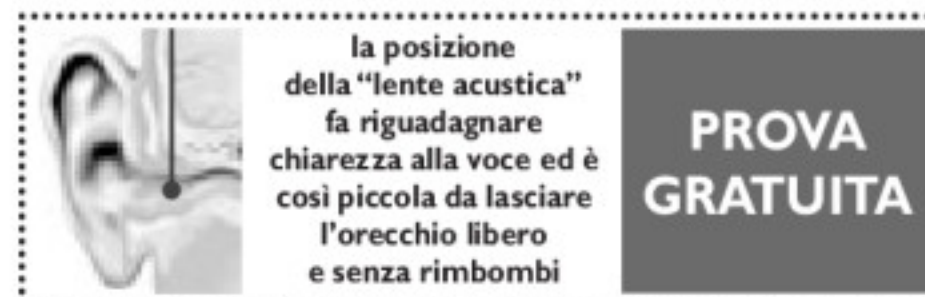 la posizione
della “lente acustica”
fa riguadagnare
chiarezza alla voce ed è
così piccola da lasciare
l’orecchio libero
e senza rimbombi
PROVA
GRATUITA